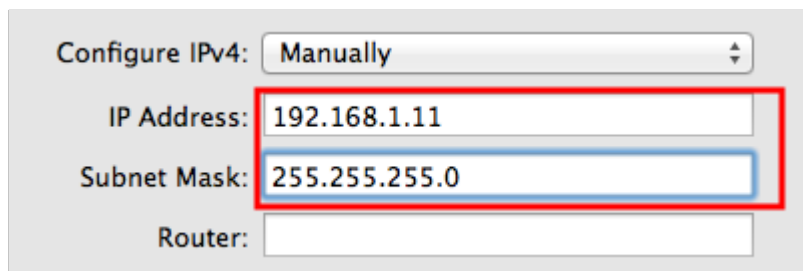 Configure IPv4: Manually
IP Address: 192.168.1.11
Subnet Mask: 255.255.255.0
Router: